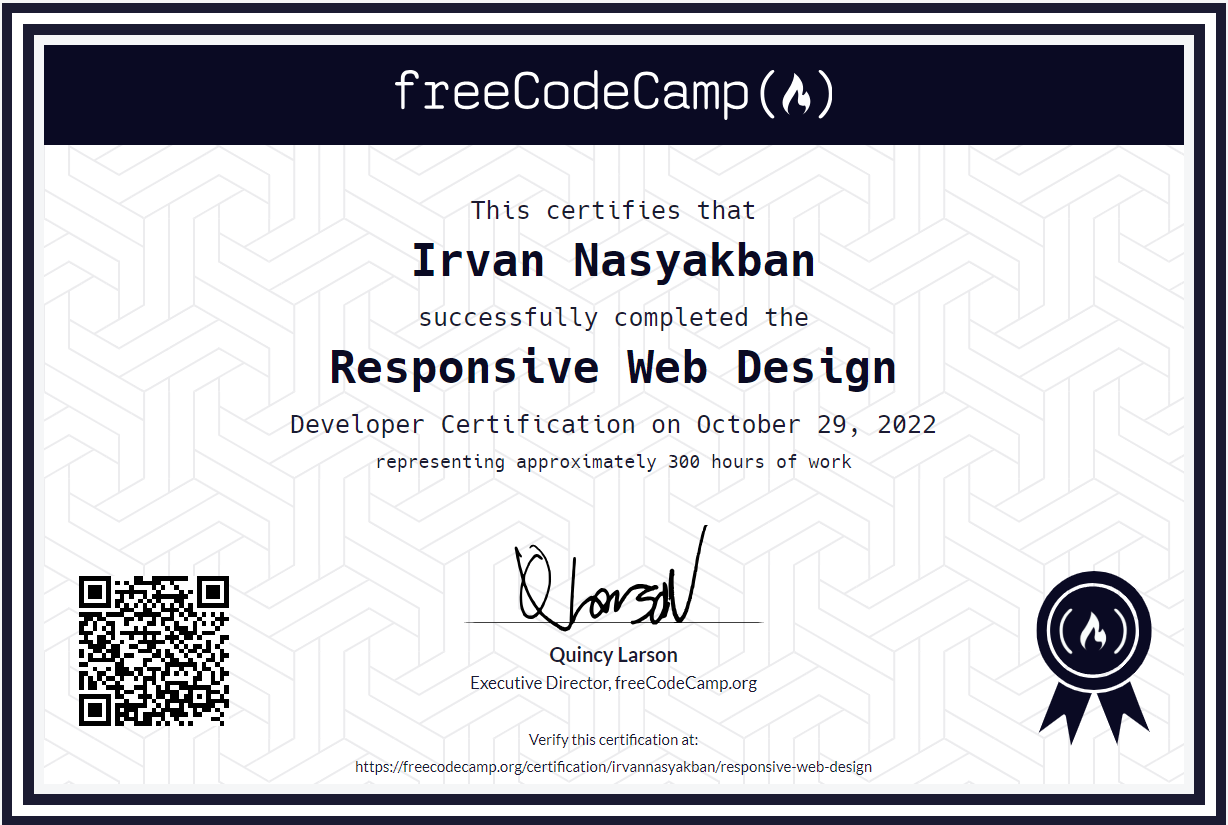 freeCodeCamp
This certifies that
Irvan Nasyakban
successfully completed the
Responsive Web Design
Developer Certification on October 29, 2022
representing approximately 300 hours of work
QLarson
Quincy Larson
Executive Director, freeCodeCamp.org
Verify this certification at:
https://freecodecamp.org/certification/irvannasyakban/responsive-web-design